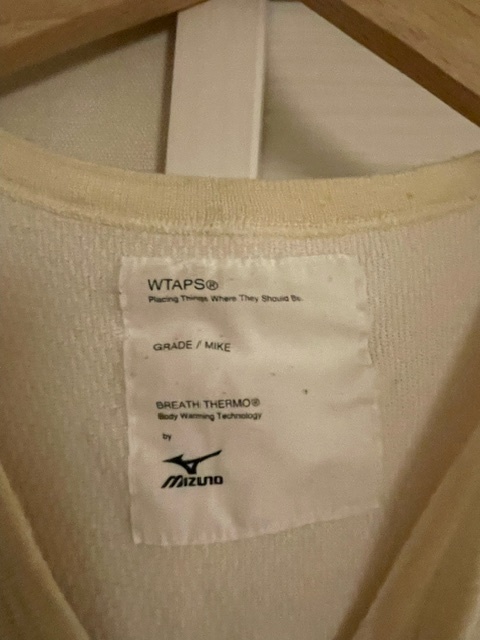 WTAPS®
Placing Things Where They Should Be.
GRADE / MIKE
BREATH THERMO®
Body Warming Technology
by
MIZUNO